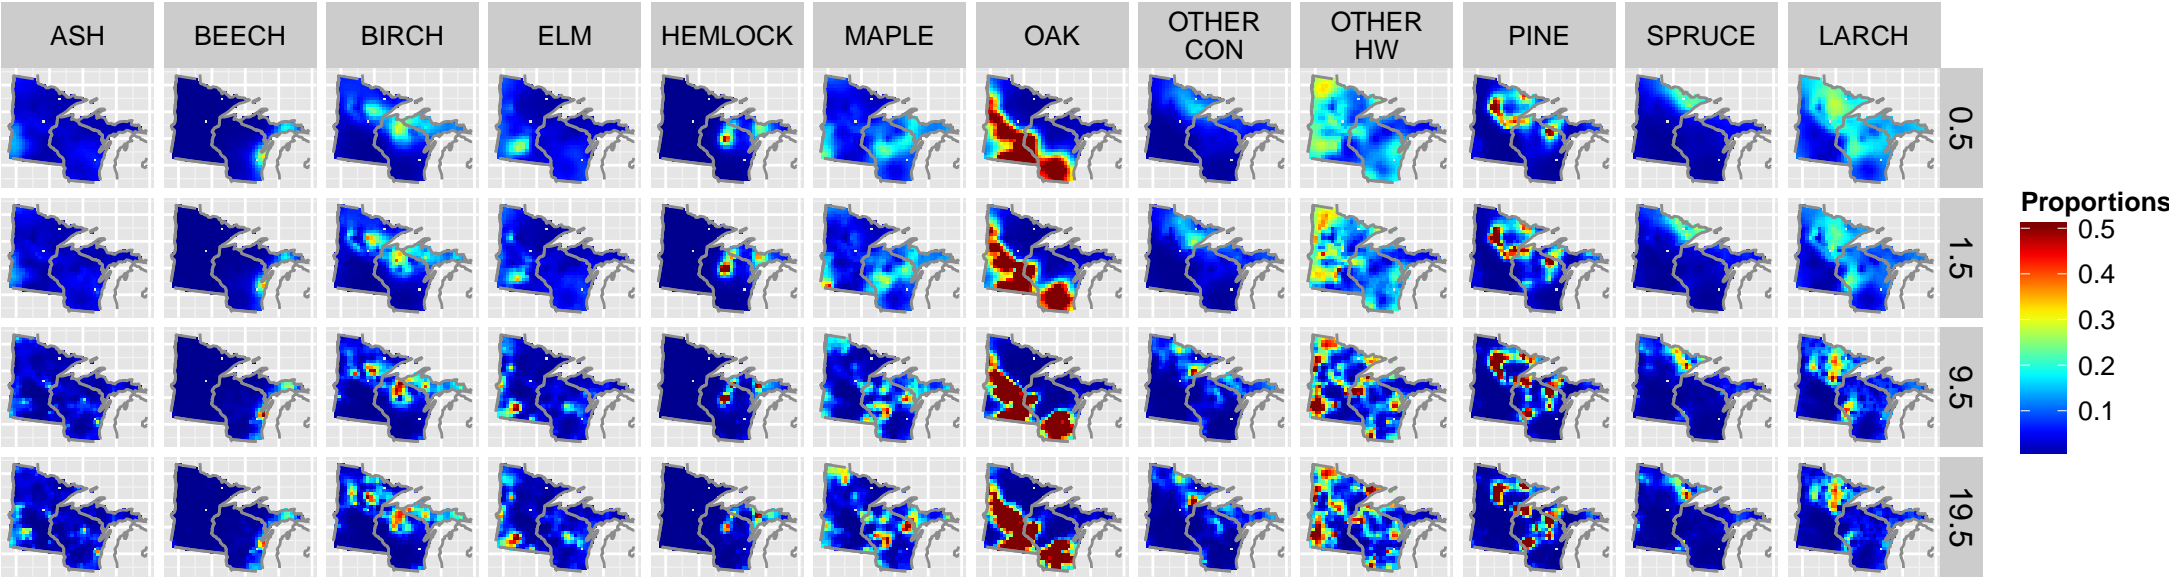 ASH
BEECH
BIRCH
ELM
HEMLOCK
MAPLE
OAK
OTHER
CON
OTHER
HW
PINE
SPRUCE
LARCH
0.5
1.5
9.5
19.5
Proportions
0.5
0.4
0.3
0.2
0.1